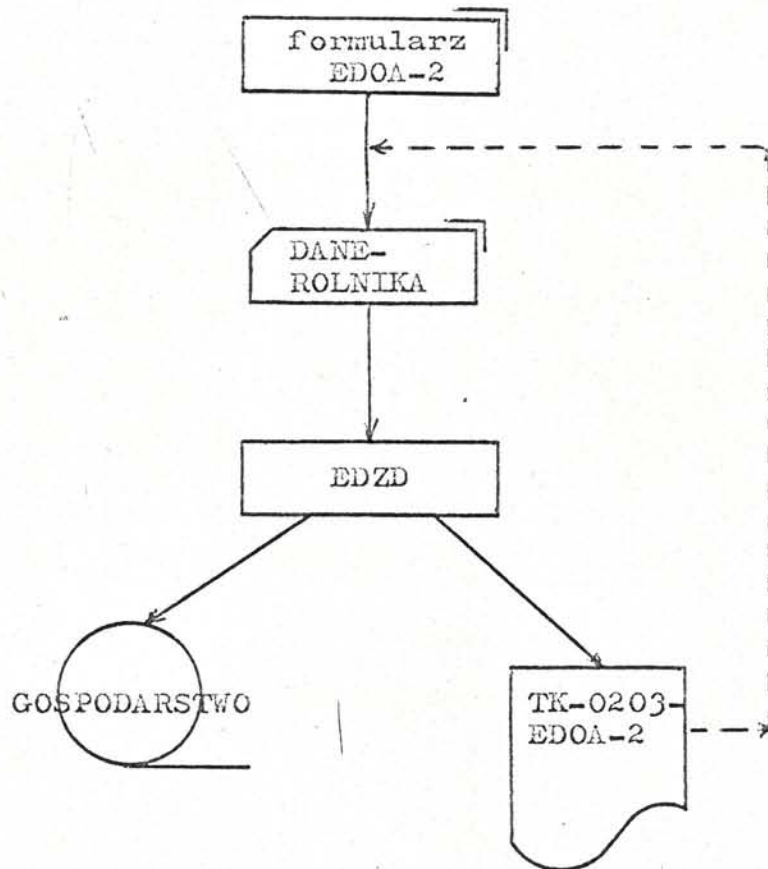 formularz
EDOA-2
DANE-
ROLNIKA
EDZD
GOSPODARSTWO
TK-0203-
EDOA-2